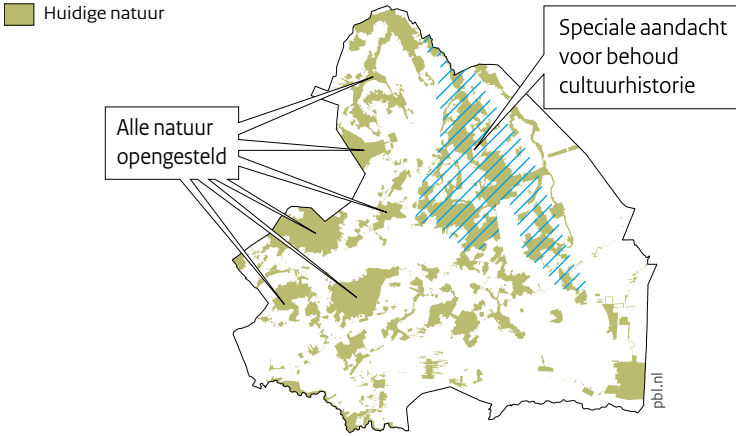 Huidige natuur
Speciale aandacht
voor behoud
cultuurhistorie
Alle natuur
opengesteld
pbl.nl